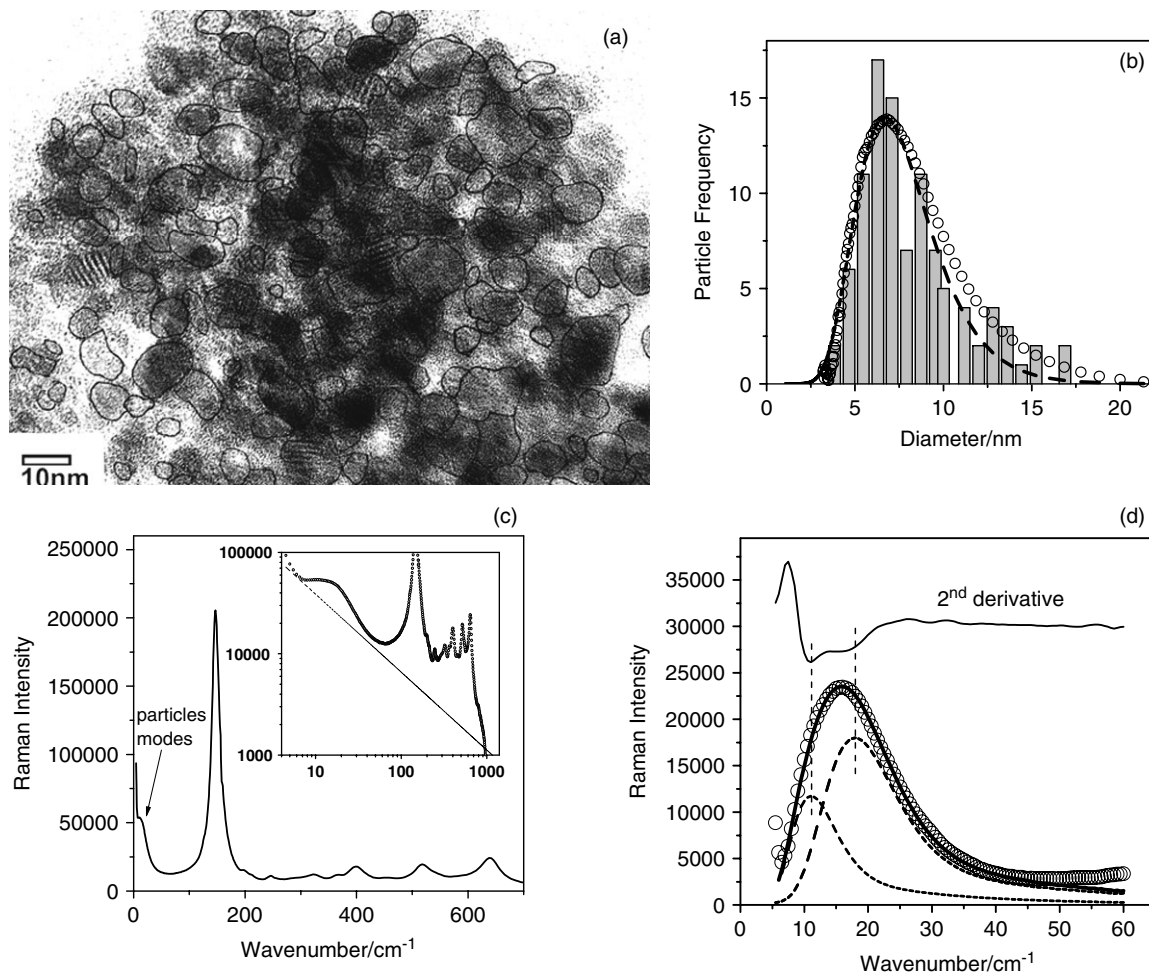 (a)
10nm
(b)
15
10
5
0
0 5 10 15 20
Particle Frequency
Diameter/nm
(c)
250000
200000
150000
100000
50000
0
0 200 400 600
Raman Intensity
Wavenumber/cm-1
particles
modes
100000
10000
1000
10 100 1000
(d)
35000
30000
25000
20000
15000
10000
5000
0
0 10 20 30 40 50 60
Raman Intensity
Wavenumber/cm-1
2nd derivative